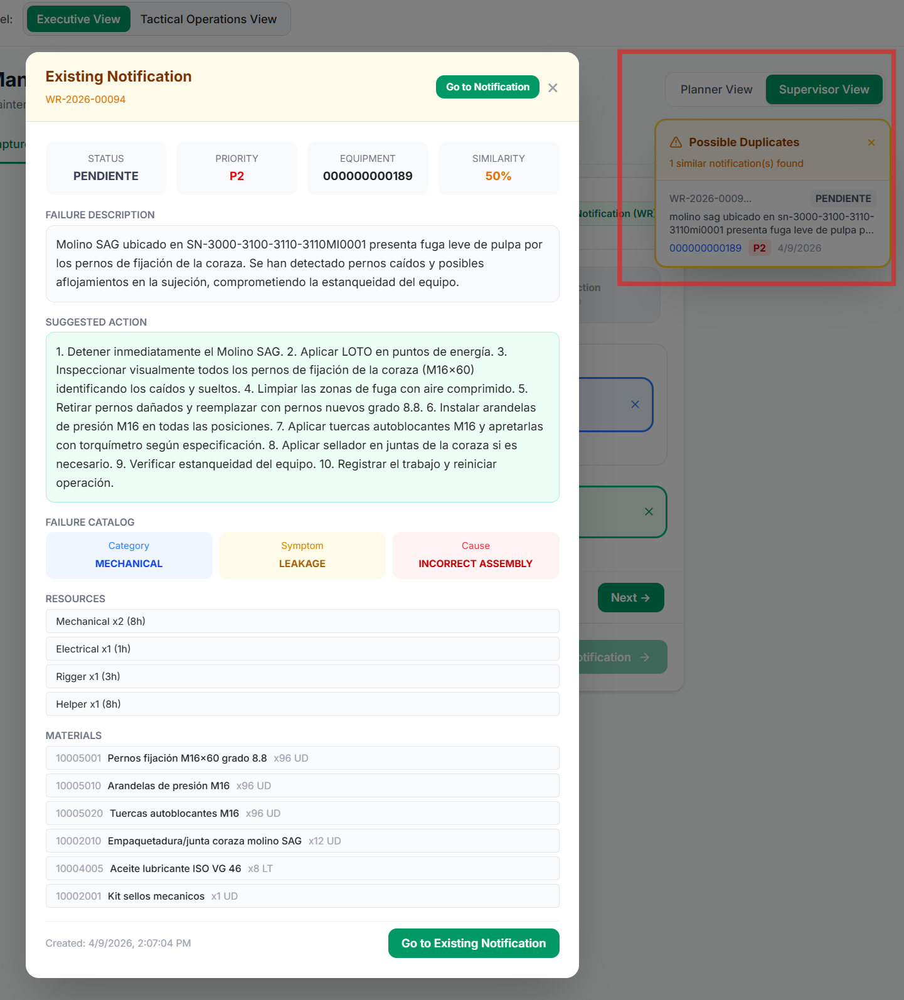 el:
Executive View
Tactical Operations View
Planner View
Supervisor View
Existing Notification
WR-2026-00094
Go to Notification
Possible Duplicates
1 similar notification(s) found
WR-2026-0009...
PENDIENTE
molino sag ubicado en sn-3000-3100-3110-
3110mi0001 presenta fuga leve de pulpa p...
000000000189
P2
4/9/2026
STATUS
PENDIENTE
PRIORITY
P2
EQUIPMENT
000000000189
SIMILARITY
50%
FAILURE DESCRIPTION
Molino SAG ubicado en SN-3000-3100-3110-3110MI0001 presenta fuga leve de pulpa por
los pernos de fijación de la coraza. Se han detectado pernos caídos y posibles
aflojamientos en la sujeción, comprometiendo la estanqueidad del equipo.
SUGGESTED ACTION
1. Detener inmediatamente el Molino SAG. 2. Aplicar LOTO en puntos de energía. 3.
Inspeccionar visualmente todos los pernos de fijación de la coraza (M16×60)
identificando los caídos y sueltos. 4. Limpiar las zonas de fuga con aire comprimido. 5.
Retirar pernos dañados y reemplazar con pernos nuevos grado 8.8. 6. Instalar arandelas
de presión M16 en todas las posiciones. 7. Aplicar tuercas autoblocantes M16 y apretarlas
con torquímetro según especificación. 8. Aplicar sellador en juntas de la coraza si es
necesario. 9. Verificar estanqueidad del equipo. 10. Registrar el trabajo y reiniciar
operación.
FAILURE CATALOG
Category
MECHANICAL
Symptom
LEAKAGE
Cause
INCORRECT ASSEMBLY
RESOURCES
Mechanical x2 (8h)
Electrical x1 (1h)
Rigger x1 (3h)
Helper x1 (8h)
MATERIALS
10005001 Pernos fijación M16×60 grado 8.8 x96 UD
10005010 Arandelas de presión M16 x96 UD
10005020 Tuercas autoblocantes M16 x96 UD
10002010 Empaquetadura/junta coraza molino SAG x12 UD
10004005 Aceite lubricante ISO VG 46 x8 LT
10002001 Kit sellos mecanicos x1 UD
Created: 4/9/2026, 2:07:04 PM
Go to Existing Notification
Man
ainter
apture
Notification (WR)
ction
Next →
otification →